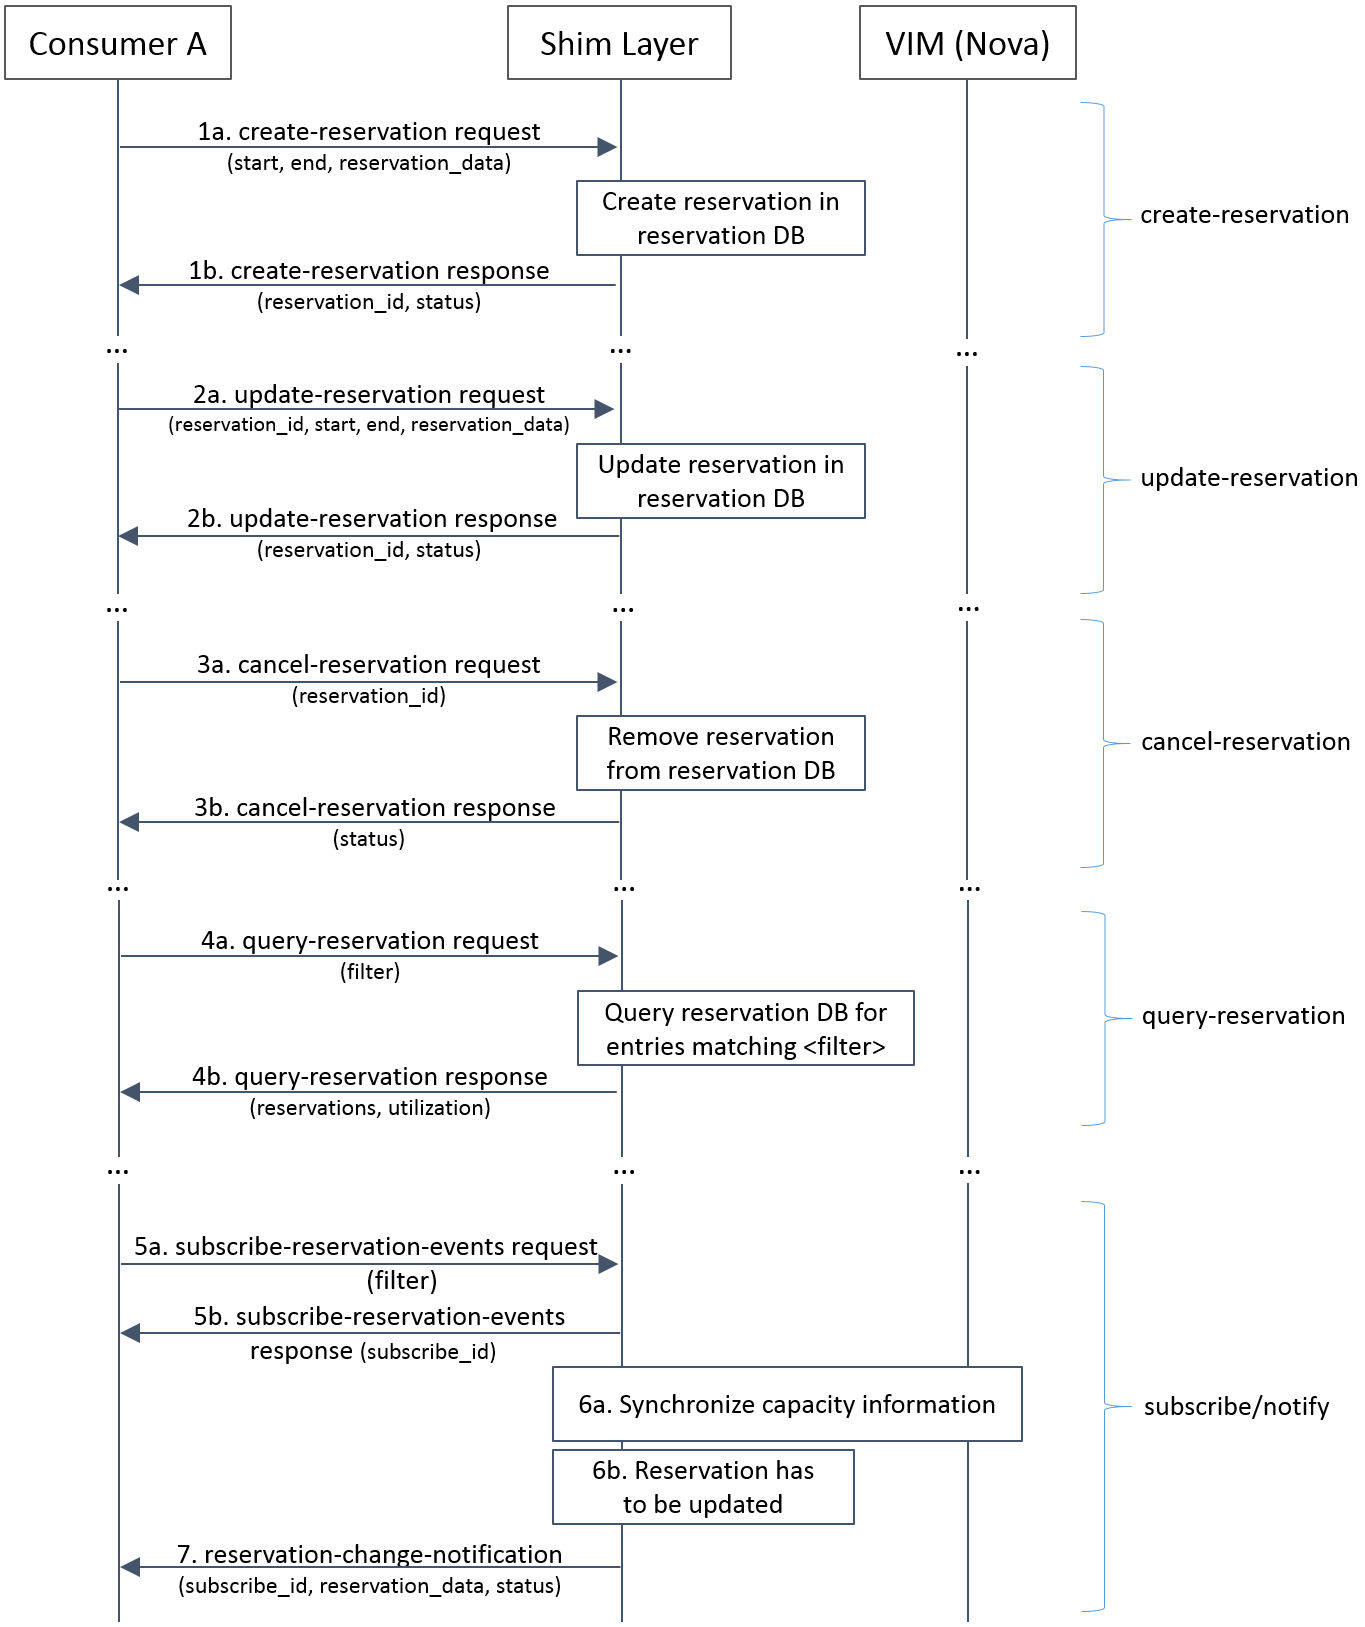 Consumer A
Shim Layer
VIM (Nova)
1a. create-reservation request
(start, end, reservation_data)
Create reservation in
reservation DB
create-reservation
1b. create-reservation response
(reservation_id, status)
... ... ...
2a. update-reservation request
(reservation_id, start, end, reservation_data)
Update reservation in
reservation DB
update-reservation
2b. update-reservation response
(reservation_id, status)
... ... ...
3a. cancel-reservation request
(reservation_id)
Remove reservation
from reservation DB
cancel-reservation
3b. cancel-reservation response
(status)
... ... ...
4a. query-reservation request
(filter)
Query reservation DB for
entries matching <filter>
query-reservation
4b. query-reservation response
(reservations, utilization)
... ... ...
5a. subscribe-reservation-events request
(filter)
5b. subscribe-reservation-events
response (subscribe_id)
6a. Synchronize capacity information
subscribe/notify
6b. Reservation has
to be updated
7. reservation-change-notification
(subscribe_id, reservation_data, status)